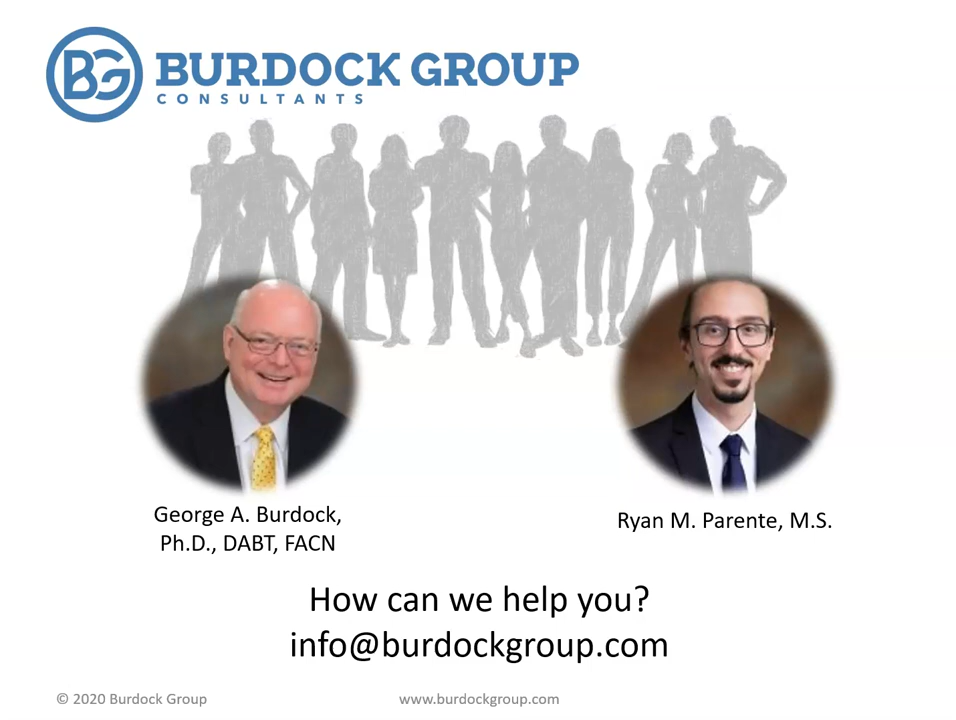 BG BURDOCK GROUP
CONSULTANTS
George A. Burdock,
Ph.D., DABT, FACN
Ryan M. Parente, M.S.
How can we help you?
info@burdockgroup.com
© 2020 Burdock Group
www.burdockgroup.com